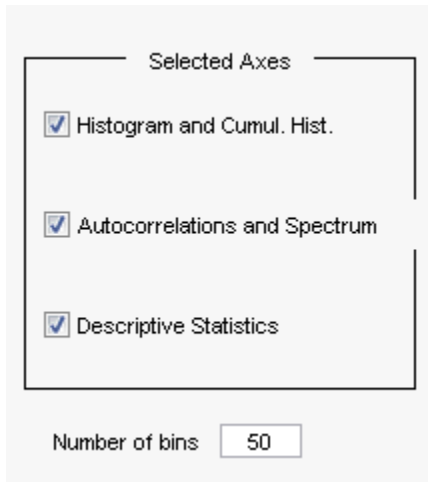 Selected Axes
Histogram and Cumul. Hist.
Autocorrelations and Spectrum
Descriptive Statistics
Number of bins 50